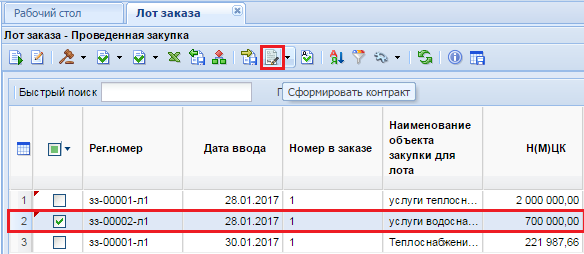 Рабочий стол Лот заказа
Лот заказа - Проведенная закупка
Быстрый поиск Сформировать контракт
Рег.номер Дата ввода Номер в заказе Наименование объекта закупки для лота Н(М)ЦК
1 зз-00001-л1 28.01.2017 1 услуги теплосн... 2 000 000,00
2 зз-00002-л1 28.01.2017 1 услуги водосна... 700 000,00
3 зз-00001-л1 30.01.2017 1 Теплоснабжени... 221 987,66